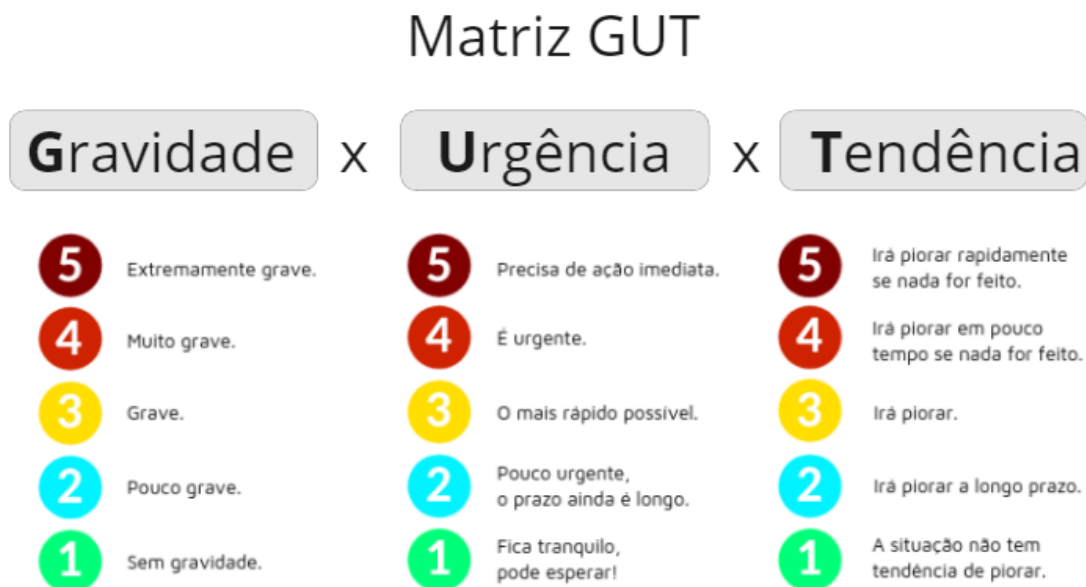 Matriz GUT
Gravidade x Urgência x Tendência
5 Extremamente grave.
4 Muito grave.
3 Grave.
2 Pouco grave.
1 Sem gravidade.
5 Precisa de ação imediata.
4 É urgente.
3 O mais rápido possível.
2 Pouco urgente,
o prazo ainda é longo.
1 Fica tranquilo,
pode esperar!
5 Irá piorar rapidamente
se nada for feito.
4 Irá piorar em pouco
tempo se nada for feito.
3 Irá piorar.
2 Irá piorar a longo prazo.
1 A situação não tem
tendência de piorar.